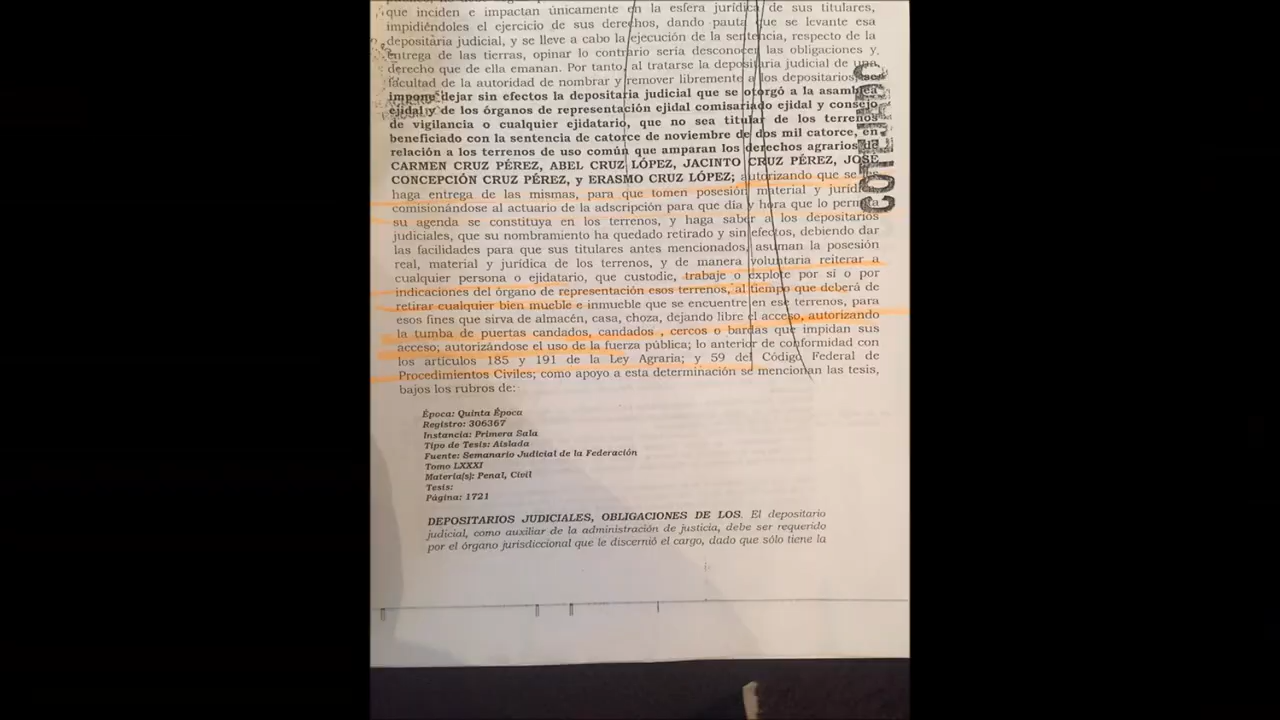 que inciden e impactan únicamente en la esfera jurídica de sus titulares,
impidiéndoles el ejercicio de sus derechos, dando pauta que se levante esa
depositaria judicial, y se lleve a cabo la ejecución de la sentencia, respecto de la
entrega de las tierras, opinar lo contrario sería desconocer las obligaciones y
derecho que de ella emanan. Por tanto, al tratarse la depositaria judicial de una
facultad de la autoridad de nombrar y remover libremente a los depositarios, se
impone dejar sin efectos la depositaria judicial que se otorgó a la asamblea
ejidal y de los órganos de representación ejidal comisariado ejidal y consejo
de vigilancia o cualquier ejidatario, que no sea titular de los terrenos
beneficiado con la sentencia de catorce de noviembre de dos mil catorce, en
relación a los terrenos de uso común que amparan los derechos agrarios de
CARMEN CRUZ PÉREZ, ABEL CRUZ LÓPEZ, JACINTO CRUZ PÉREZ, JOSÉ
CONCEPCIÓN CRUZ PÉREZ, y ERASMO CRUZ LÓPEZ; autorizando que se les
haga entrega de las mismas, para que tomen posesión material y jurídica
comisionándose al actuario de la adscripción para que dia y hora que lo permita
su agenda se constituya en los terrenos, y haga saber a los depositarios
judiciales, que su nombramiento ha quedado retirado y sin efectos, debiendo dar
las facilidades para que sus titulares antes mencionados, asuman la posesión
real, material y jurídica de los terrenos, y de manera voluntaria reiterar a
cualquier persona o ejidatario, que custodie, trabaje o explote por sí o por
indicaciones del órgano de representación esos terrenos, al tiempo que deberá de
retirar cualquier bien mueble e inmueble que se encuentre en ese terrenos, para
esos fines que sirva de almacén, casa, choza, dejando libre el acceso, autorizando
la tumba de puertas candados, candados , cercos o bardas que impidan sus
acceso; autorizándose el uso de la fuerza pública; lo anterior de conformidad con
los artículos 185 y 191 de la Ley Agraria; y 59 del Código Federal de
Procedimientos Civiles; como apoyo a esta determinación se mencionan las tesis,
bajos los rubros de:
COTEJADO
Época: Quinta Época
Registro: 306367
Instancia: Primera Sala
Tipo de Tesis: Aislada
Fuente: Semanario Judicial de la Federación
Tomo LXXXI
Materia(s): Penal, Civil
Tesis:
Página: 1721
DEPOSITARIOS JUDICIALES, OBLIGACIONES DE LOS. El depositario
judicial, como auxiliar de la administración de justicia, debe ser requerido
por el órgano jurisdiccional que le discernió el cargo, dado que sólo tiene la